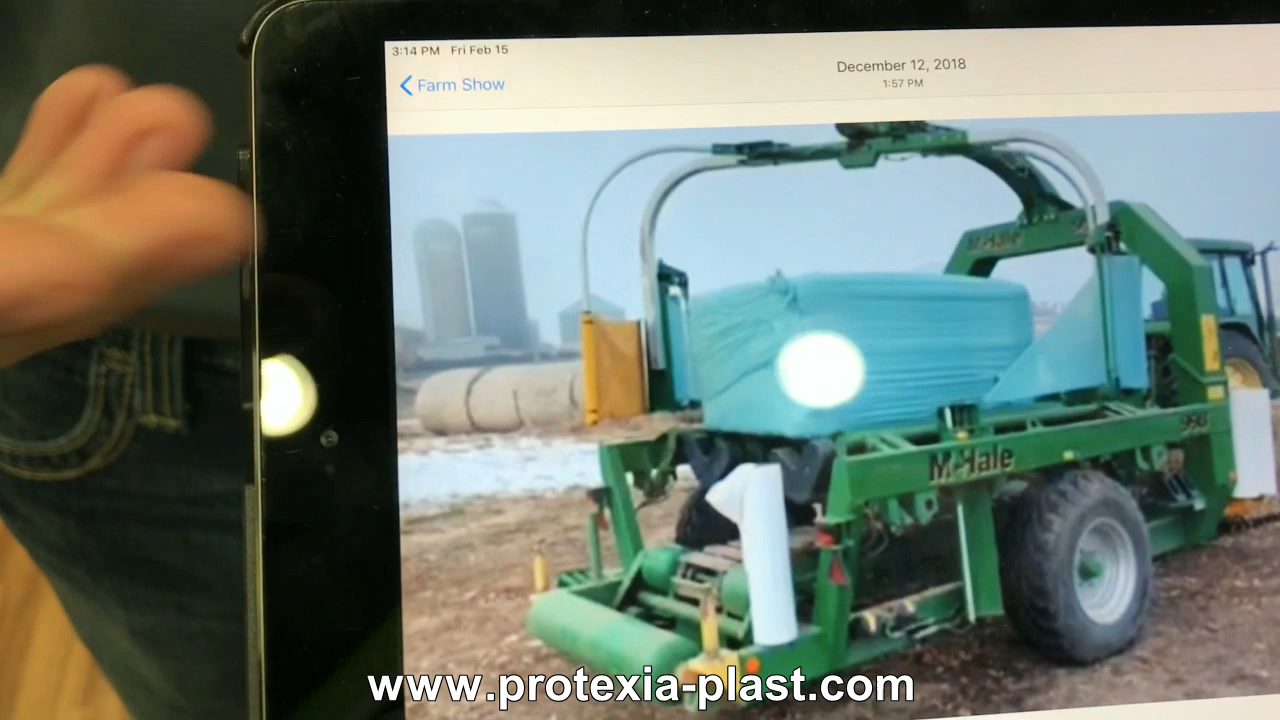 3:14 PM Fri Feb 15
December 12, 2018
Farm Show
1:57 PM
McHale
McHale
www.protexia-plast.com